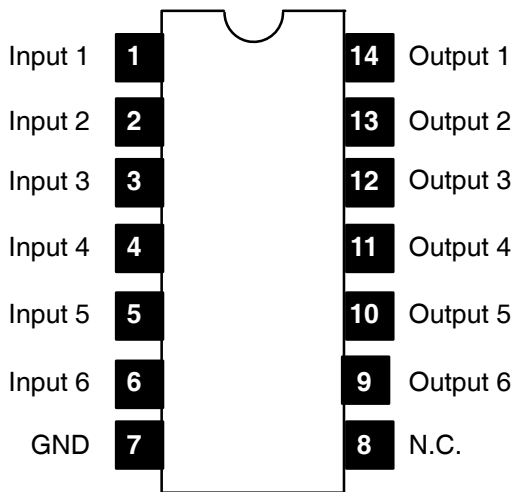 Input 1 1 14 Output 1
Input 2 2 13 Output 2
Input 3 3 12 Output 3
Input 4 4 11 Output 4
Input 5 5 10 Output 5
Input 6 6 9 Output 6
GND 7 8 N.C.